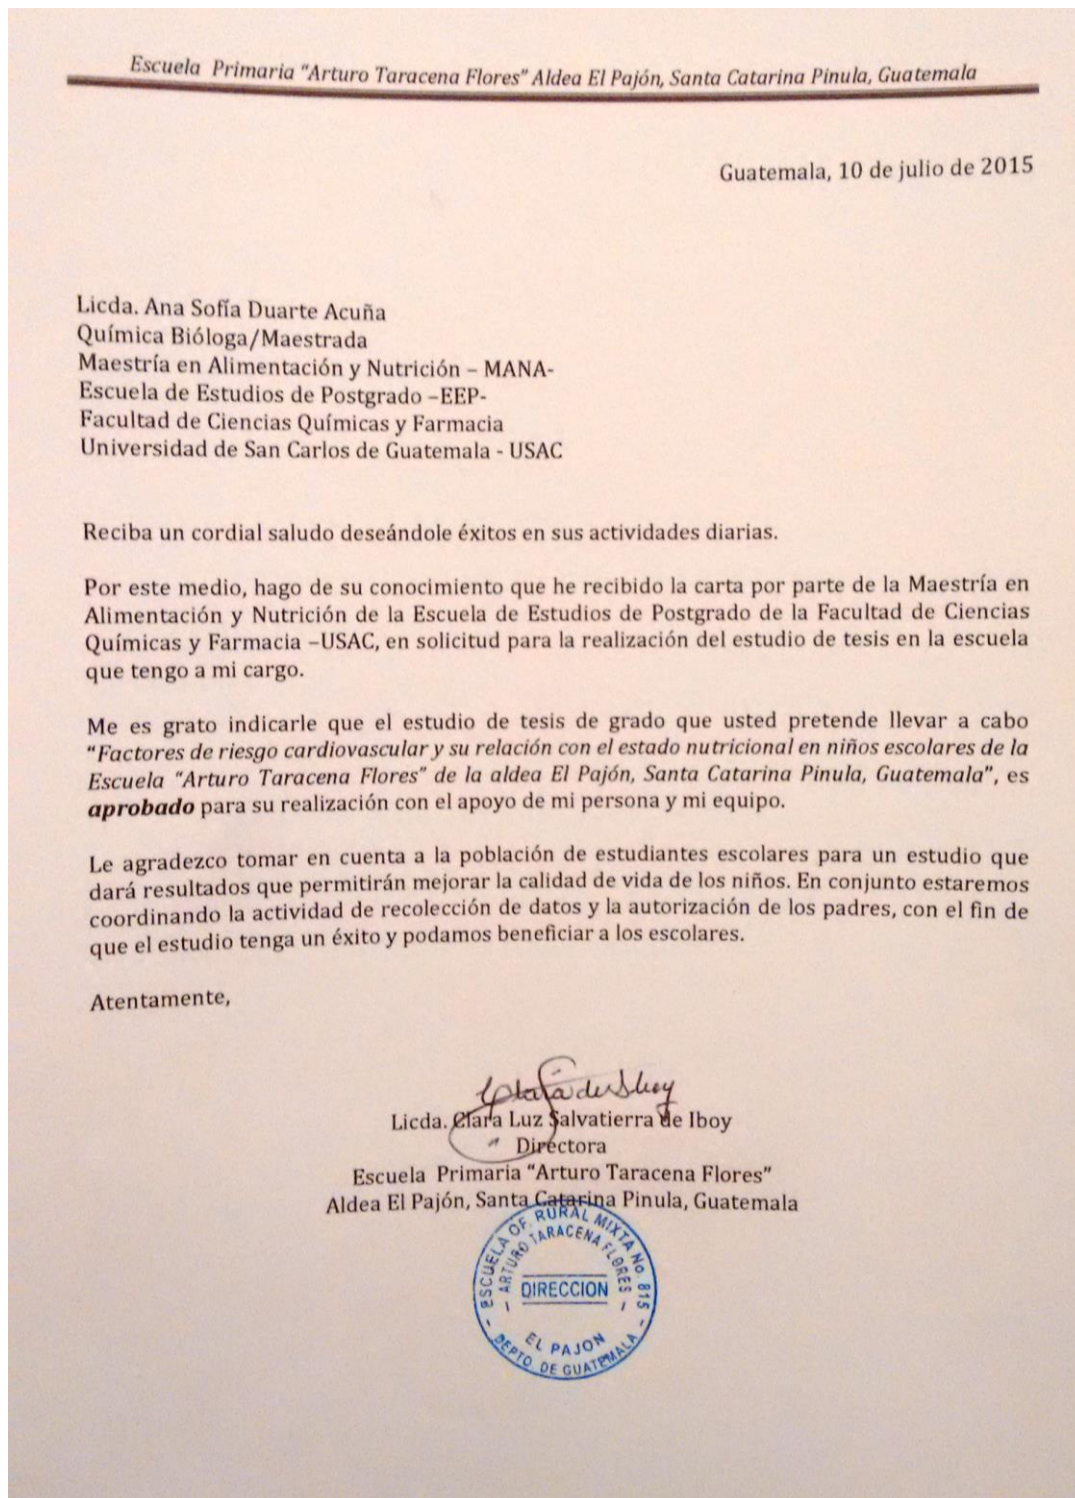 Escuela Primaria "Arturo Taracena Flores" Aldea El Pajón, Santa Catarina Pinula, Guatemala
Guatemala, 10 de julio de 2015
Licda. Ana Sofía Duarte Acuña
Química Bióloga/Maestrada
Maestría en Alimentación y Nutrición – MANA-
Escuela de Estudios de Postgrado –EEP-
Facultad de Ciencias Químicas y Farmacia
Universidad de San Carlos de Guatemala - USAC
Reciba un cordial saludo deseándole éxitos en sus actividades diarias.
Por este medio, hago de su conocimiento que he recibido la carta por parte de la Maestría en
Alimentación y Nutrición de la Escuela de Estudios de Postgrado de la Facultad de Ciencias
Químicas y Farmacia –USAC, en solicitud para la realización del estudio de tesis en la escuela
que tengo a mi cargo.
Me es grato indicarle que el estudio de tesis de grado que usted pretende llevar a cabo
"Factores de riesgo cardiovascular y su relación con el estado nutricional en niños escolares de la
Escuela "Arturo Taracena Flores" de la aldea El Pajón, Santa Catarina Pinula, Guatemala", es
aprobado para su realización con el apoyo de mi persona y mi equipo.
Le agradezco tomar en cuenta a la población de estudiantes escolares para un estudio que
dará resultados que permitirán mejorar la calidad de vida de los niños. En conjunto estaremos
coordinando la actividad de recolección de datos y la autorización de los padres, con el fin de
que el estudio tenga un éxito y podamos beneficiar a los escolares.
Atentamente,
Licda. Clara Luz Salvatierra de Iboy
Directora
Escuela Primaria "Arturo Taracena Flores"
Aldea El Pajón, Santa Catarina Pinula, Guatemala
ESCUELA OF. RURAL MIXTA No. 815
ARTURO TARACENA FLORES
DIRECCION
EL PAJON
DEPTO. DE GUATEMALA